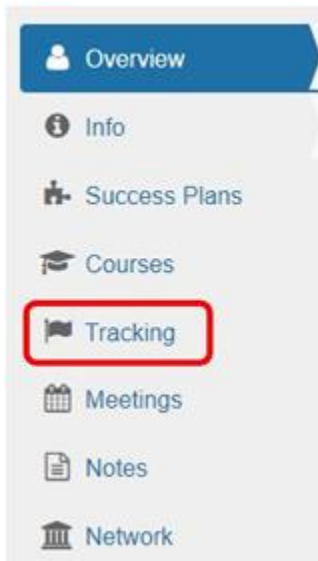 Overview
Info
Success Plans
Courses
Tracking
Meetings
Notes
Network